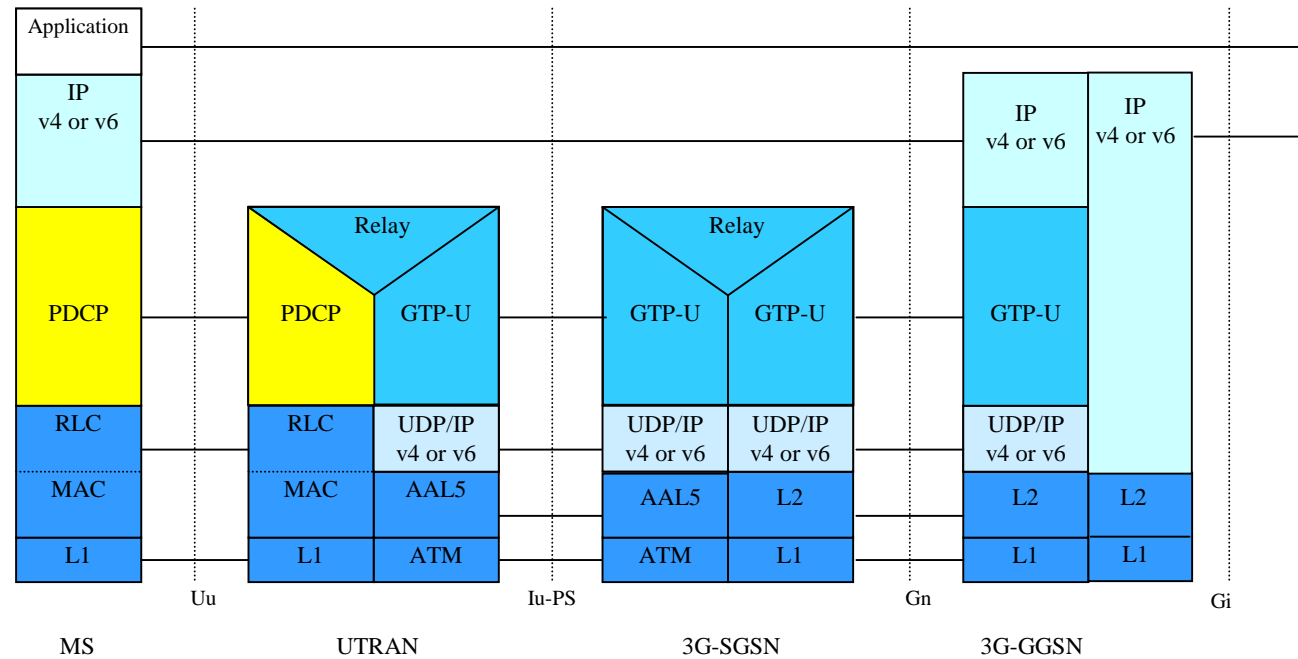 Application
IP
v4 or v6
IP
v4 or v6
IP
v4 or v6
Relay
Relay
PDCP
PDCP
GTP-U
GTP-U
GTP-U
GTP-U
RLC
RLC
UDP/IP
v4 or v6
UDP/IP
v4 or v6
UDP/IP
v4 or v6
UDP/IP
v4 or v6
MAC
MAC
AAL5
AAL5
L2
L2
L2
L1
L1
ATM
ATM
L1
L1
L1
Uu
Iu-PS
Gn
Gi
MS
UTRAN
3G-SGSN
3G-GGSN